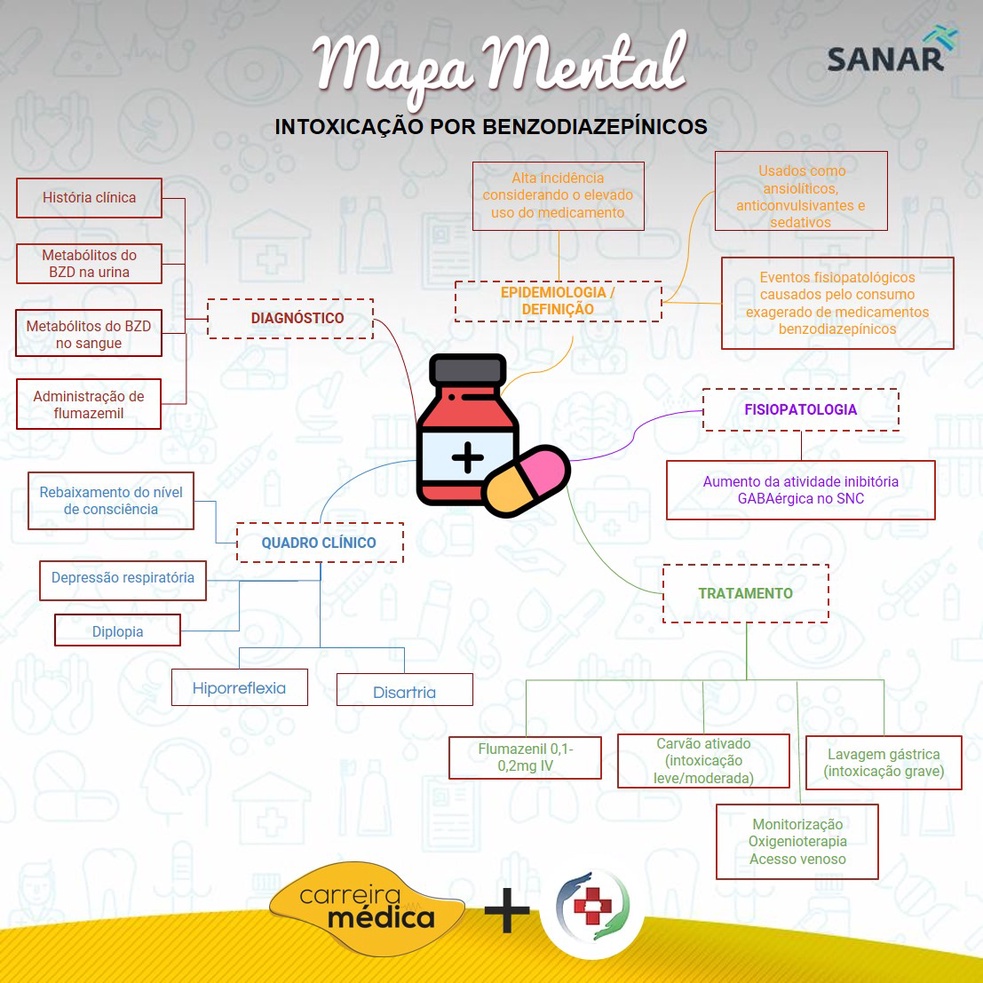 Mapa Mental
SANAR
INTOXICAÇÃO POR BENZODIAZEPÍNICOS
História clínica
Metabólitos do
BZD na urina
Metabólitos do BZD
no sangue
Administração de
flumazemil
DIAGNÓSTICO
Alta incidência
considerando o elevado
uso do medicamento
Usados como
ansiolíticos,
anticonvulsivantes e
sedativos
EPIDEMIOLOGIA /
DEFINIÇÃO
Eventos fisiopatológicos
causados pelo consumo
exagerado de medicamentos
benzodiazepínicos
FISIOPATOLOGIA
Aumento da atividade inibitória
GABAérgica no SNC
Rebaixamento do nível
de consciência
QUADRO CLÍNICO
Depressão respiratória
Diplopia
Hiporreflexia
Disartria
TRATAMENTO
Flumazenil 0,1-
0,2mg IV
Carvão ativado
(intoxicação
leve/moderada)
Lavagem gástrica
(intoxicação grave)
Monitorização
Oxigenioterapia
Acesso venoso
carreira
médica